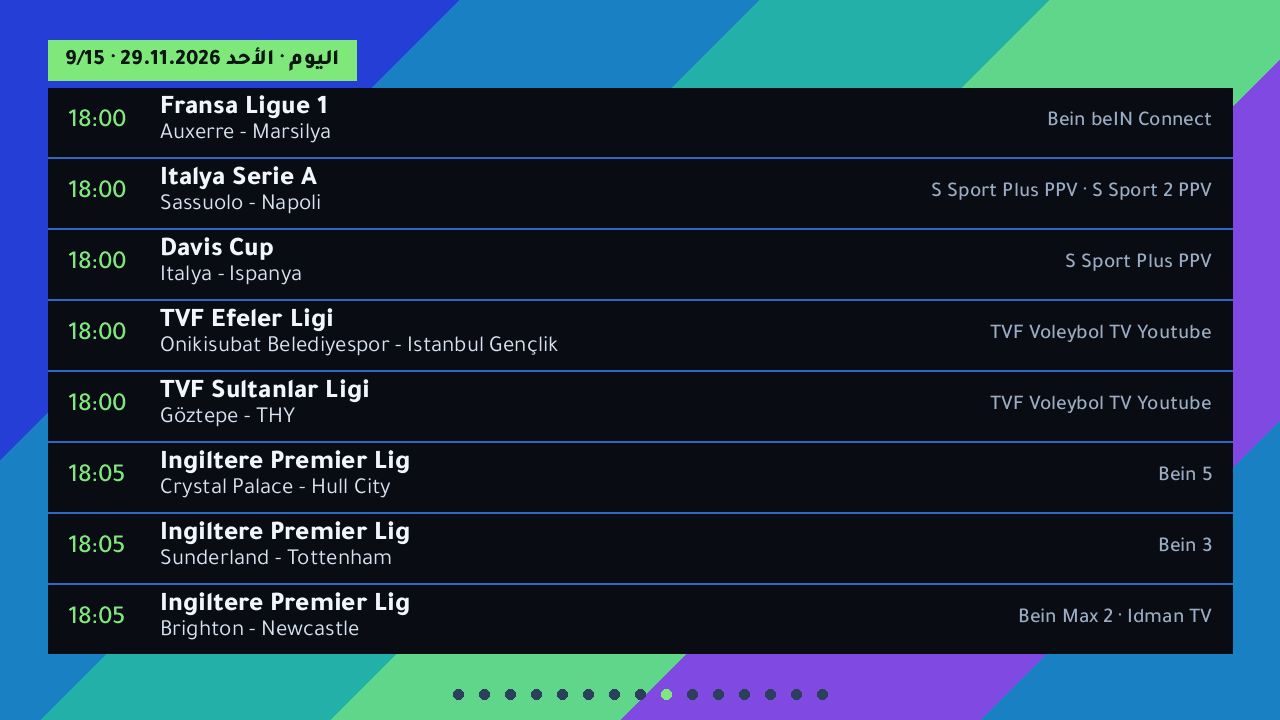 اليوم · الأحد 29.11.2026 · 9/15
18:00
Fransa Ligue 1
Auxerre - Marsilya
Bein beIN Connect
18:00
Italya Serie A
Sassuolo - Napoli
S Sport Plus PPV · S Sport 2 PPV
18:00
Davis Cup
Italya - Ispanya
S Sport Plus PPV
18:00
TVF Efeler Ligi
Onikisubat Belediyespor - Istanbul Gençlik
TVF Voleybol TV Youtube
18:00
TVF Sultanlar Ligi
Göztepe - THY
TVF Voleybol TV Youtube
18:05
Ingiltere Premier Lig
Crystal Palace - Hull City
Bein 5
18:05
Ingiltere Premier Lig
Sunderland - Tottenham
Bein 3
18:05
Ingiltere Premier Lig
Brighton - Newcastle
Bein Max 2 · Idman TV